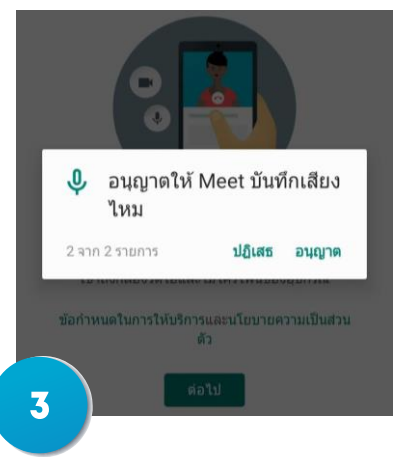 อนุญาตให้ Meet บันทึกเสียง
ไหม
2 จาก 2 รายการ
ปฏิเสธ อนุญาต
ข้อกำหนดในการให้บริการและนโยบายความเป็นส่วน
ตัว
ต่อไป
3